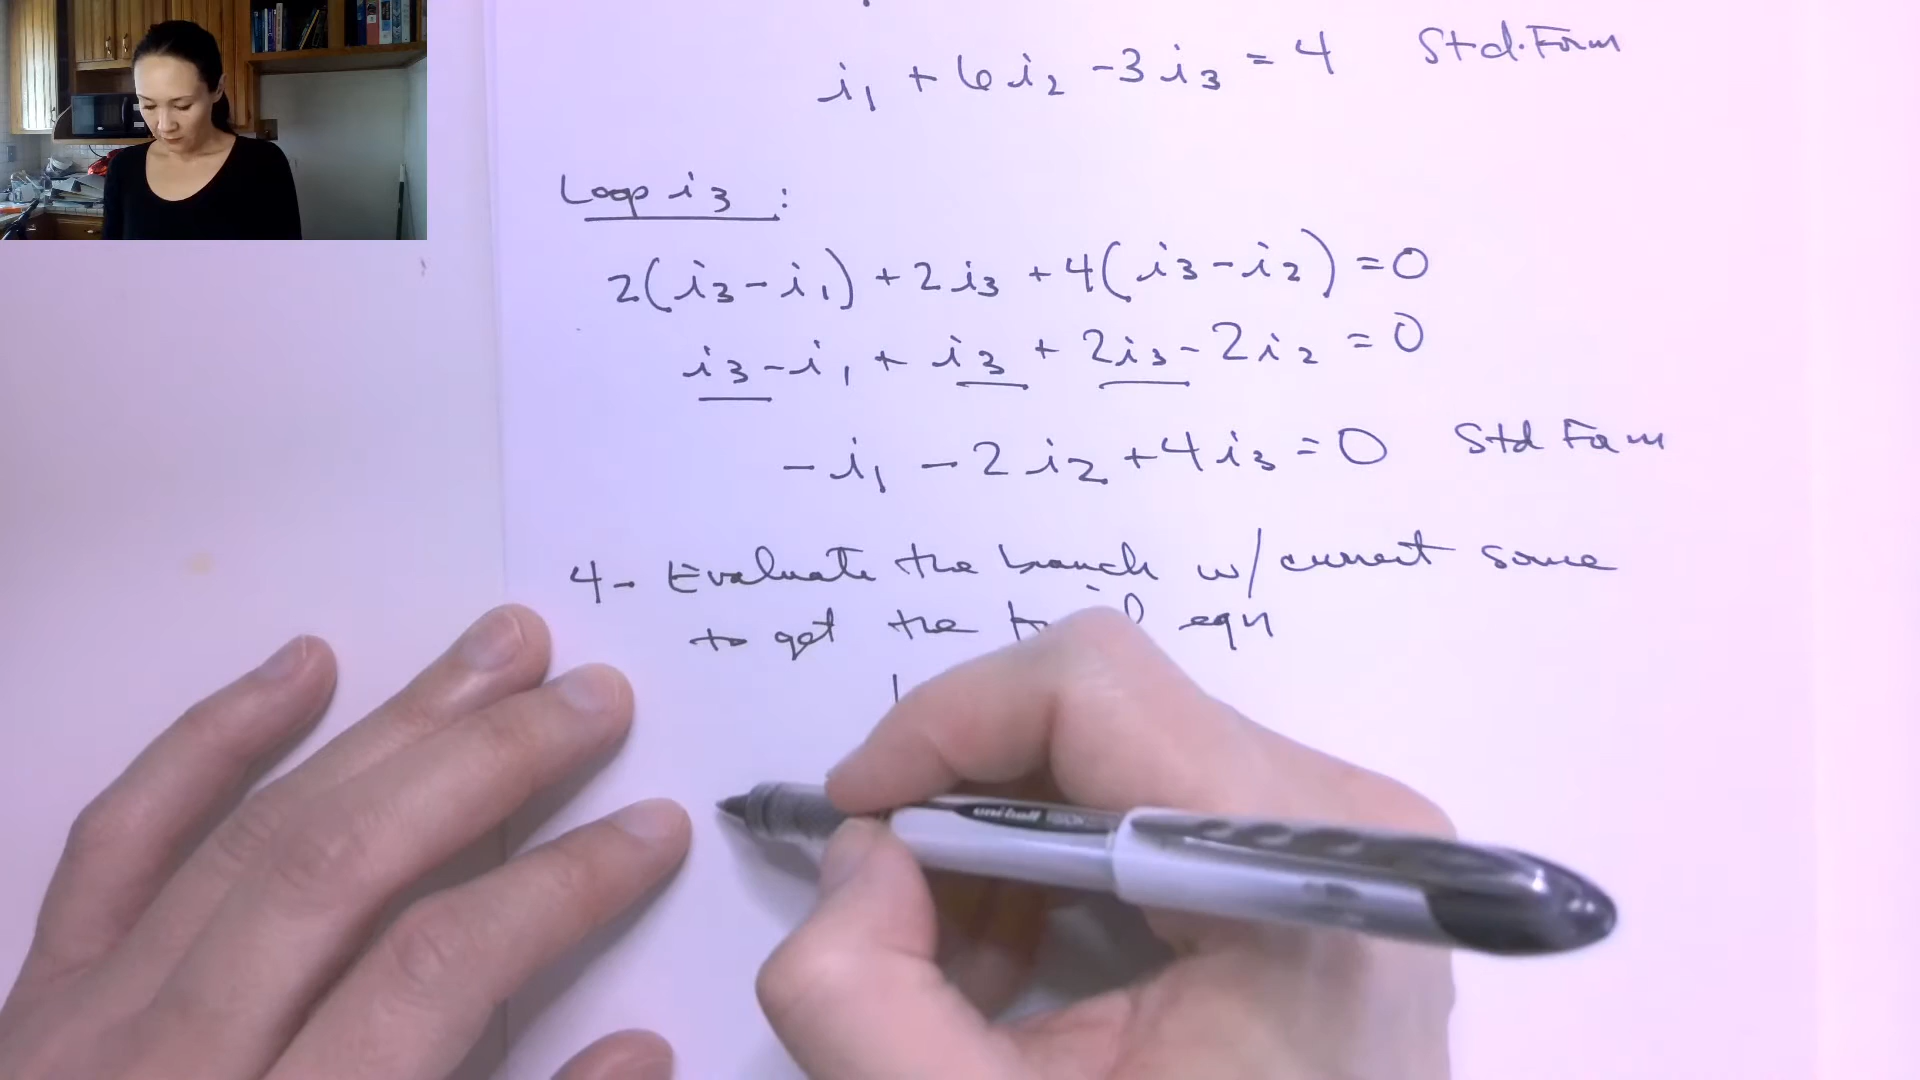 i₁ + 6i₂ - 3i₃ = 4 Std. Form
Loop i₃ :
2(i₃ - i₁) + 2i₃ + 4(i₃ - i₂) = 0
i₃ - i₁ + i₃ + 2i₃ - 2i₂ = 0
- i₁ - 2i₂ + 4i₃ = 0 Std Form
4- Evaluate the branch w/ current source
to get the eqn
uniball